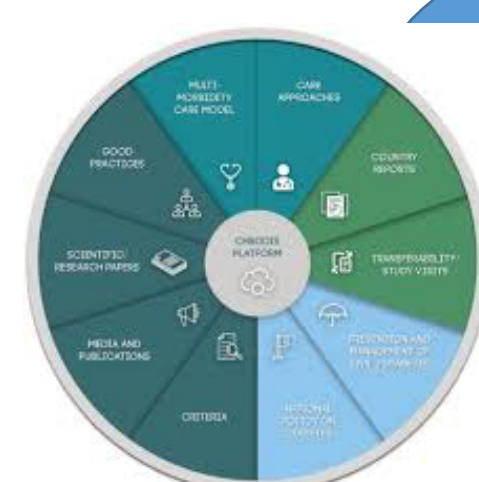 MULTI-
MORBIDITY
CARE MODEL
CARE
APPROACHES
COUNTRY
REPORTS
TRANSFERABILITY/
STUDY VISITS
PREVENTION AND
MANAGEMENT OF
NATIONAL
CRITERIA
MEDIA AND
PUBLICATIONS
SCIENTIFIC/
RESEARCH PAPERS
GOOD
PRACTICES
CHRODIS
PLATFORM